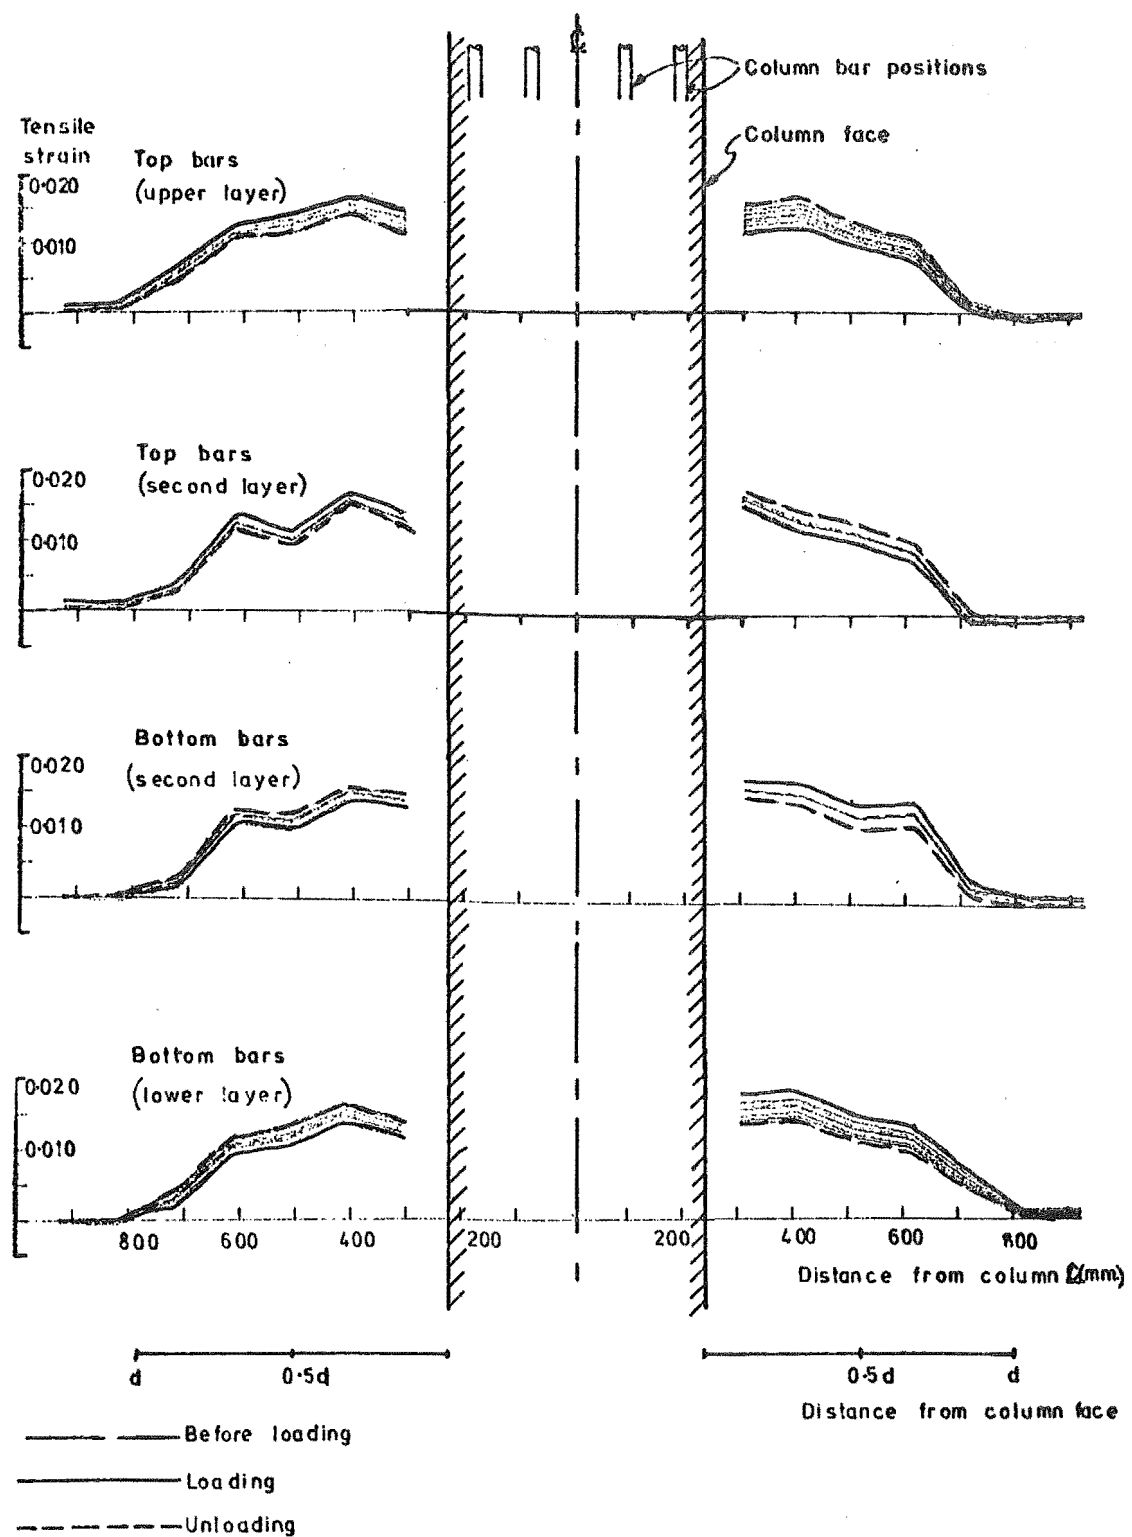 ℄
Column bar positions
Column face
Tensile
strain
Top bars
(upper layer)
0·020
0·010
Top bars
(second layer)
0·020
0·010
Bottom bars
(second layer)
0·020
0·010
Bottom bars
(lower layer)
0·020
0·010
800 600 400 200 200 400 600 800
Distance from column ℄(mm)
d 0·5d 0·5d d
Distance from column face
Before loading
Loading
Unloading